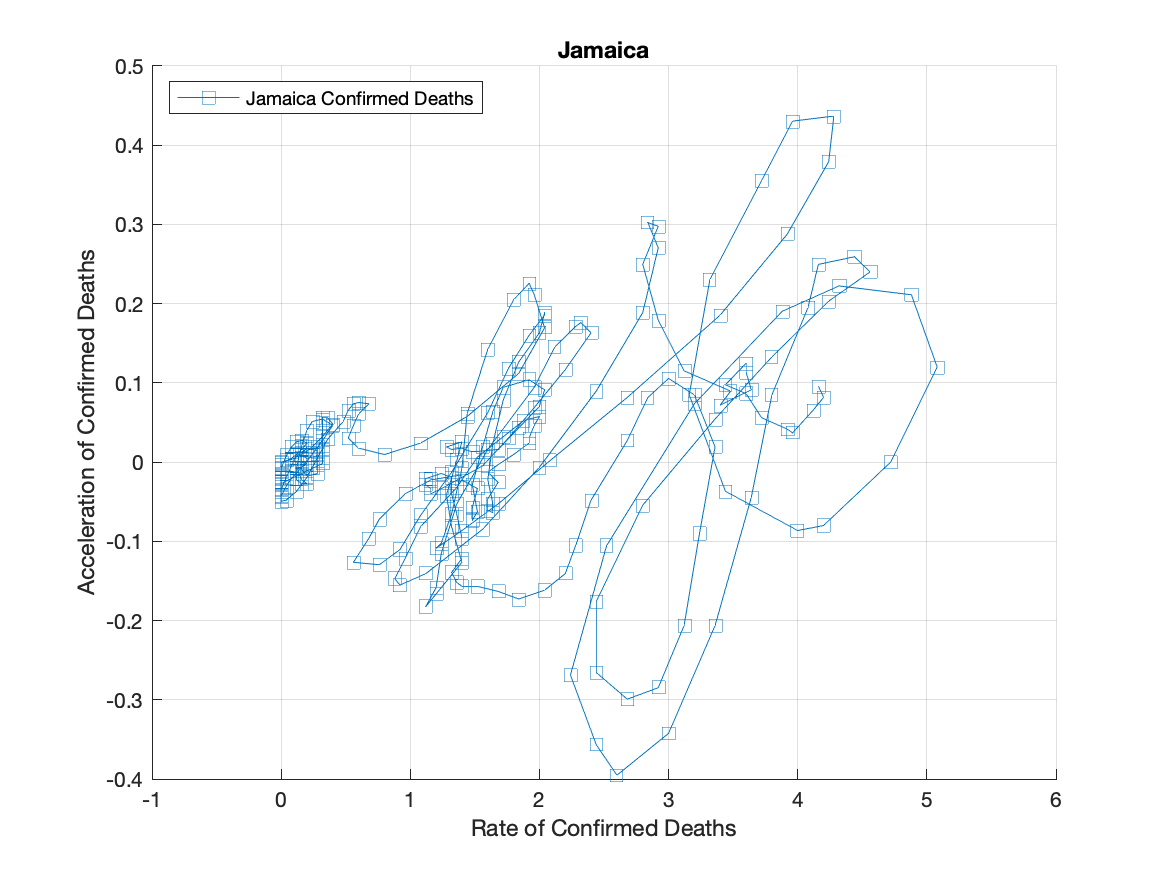 Jamaica
Jamaica Confirmed Deaths
0.5
0.4
0.3
0.2
0.1
0
-0.1
-0.2
-0.3
-0.4
Acceleration of Confirmed Deaths
-1 0 1 2 3 4 5 6
Rate of Confirmed Deaths